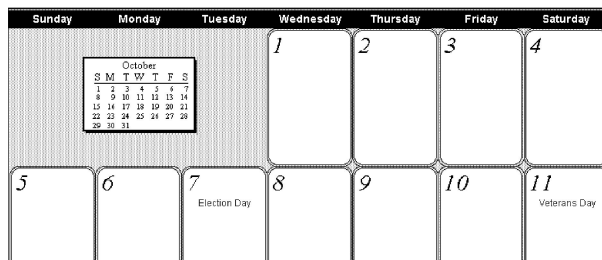 Sunday Monday Tuesday Wednesday Thursday Friday Saturday
1 2 3 4
October
S M T W T F S
1 2 3 4 5 6 7
8 9 10 11 12 13 14
15 16 17 18 19 20 21
22 23 24 25 26 27 28
29 30 31
5 6 7 8 9 10 11
Election Day Veterans Day